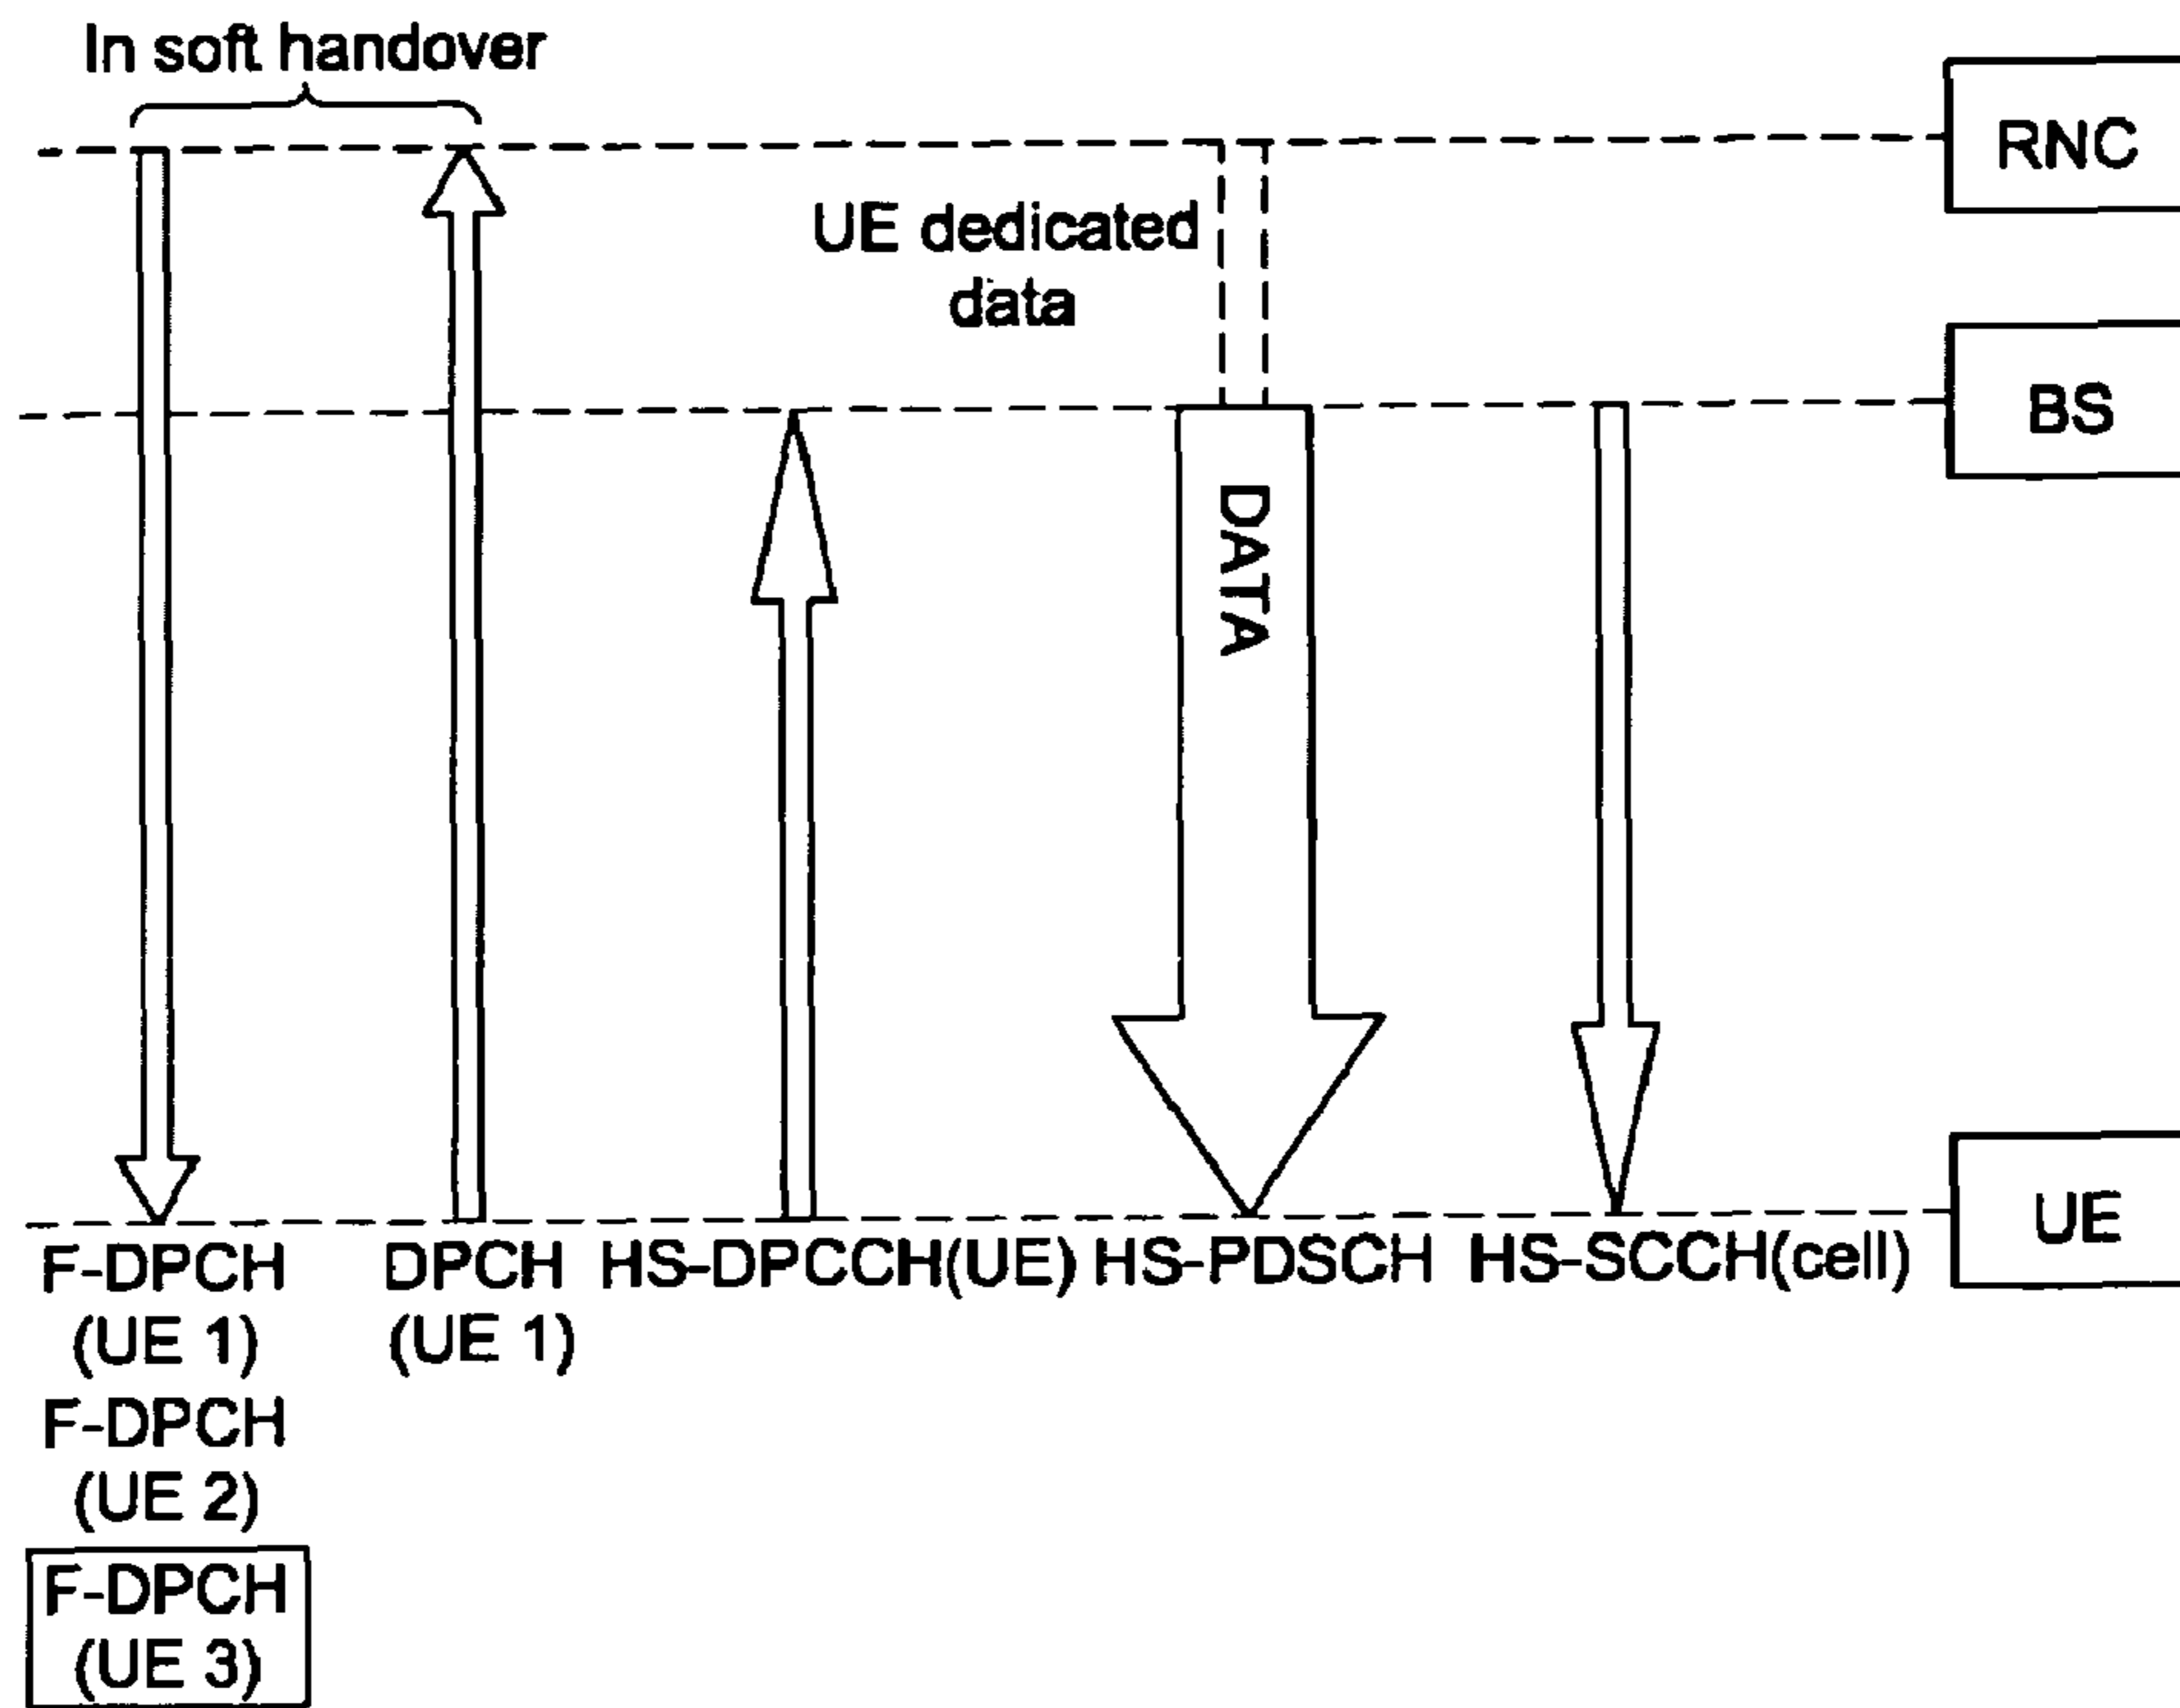 In soft handover
RNC
UE dedicated
data
BS
DATA
UE
F-DPCH
(UE 1)
DPCH
(UE 1)
HS-DPCCH(UE)
HS-PDSCH
HS-SCCH(cell)
F-DPCH
(UE 2)
F-DPCH
(UE 3)